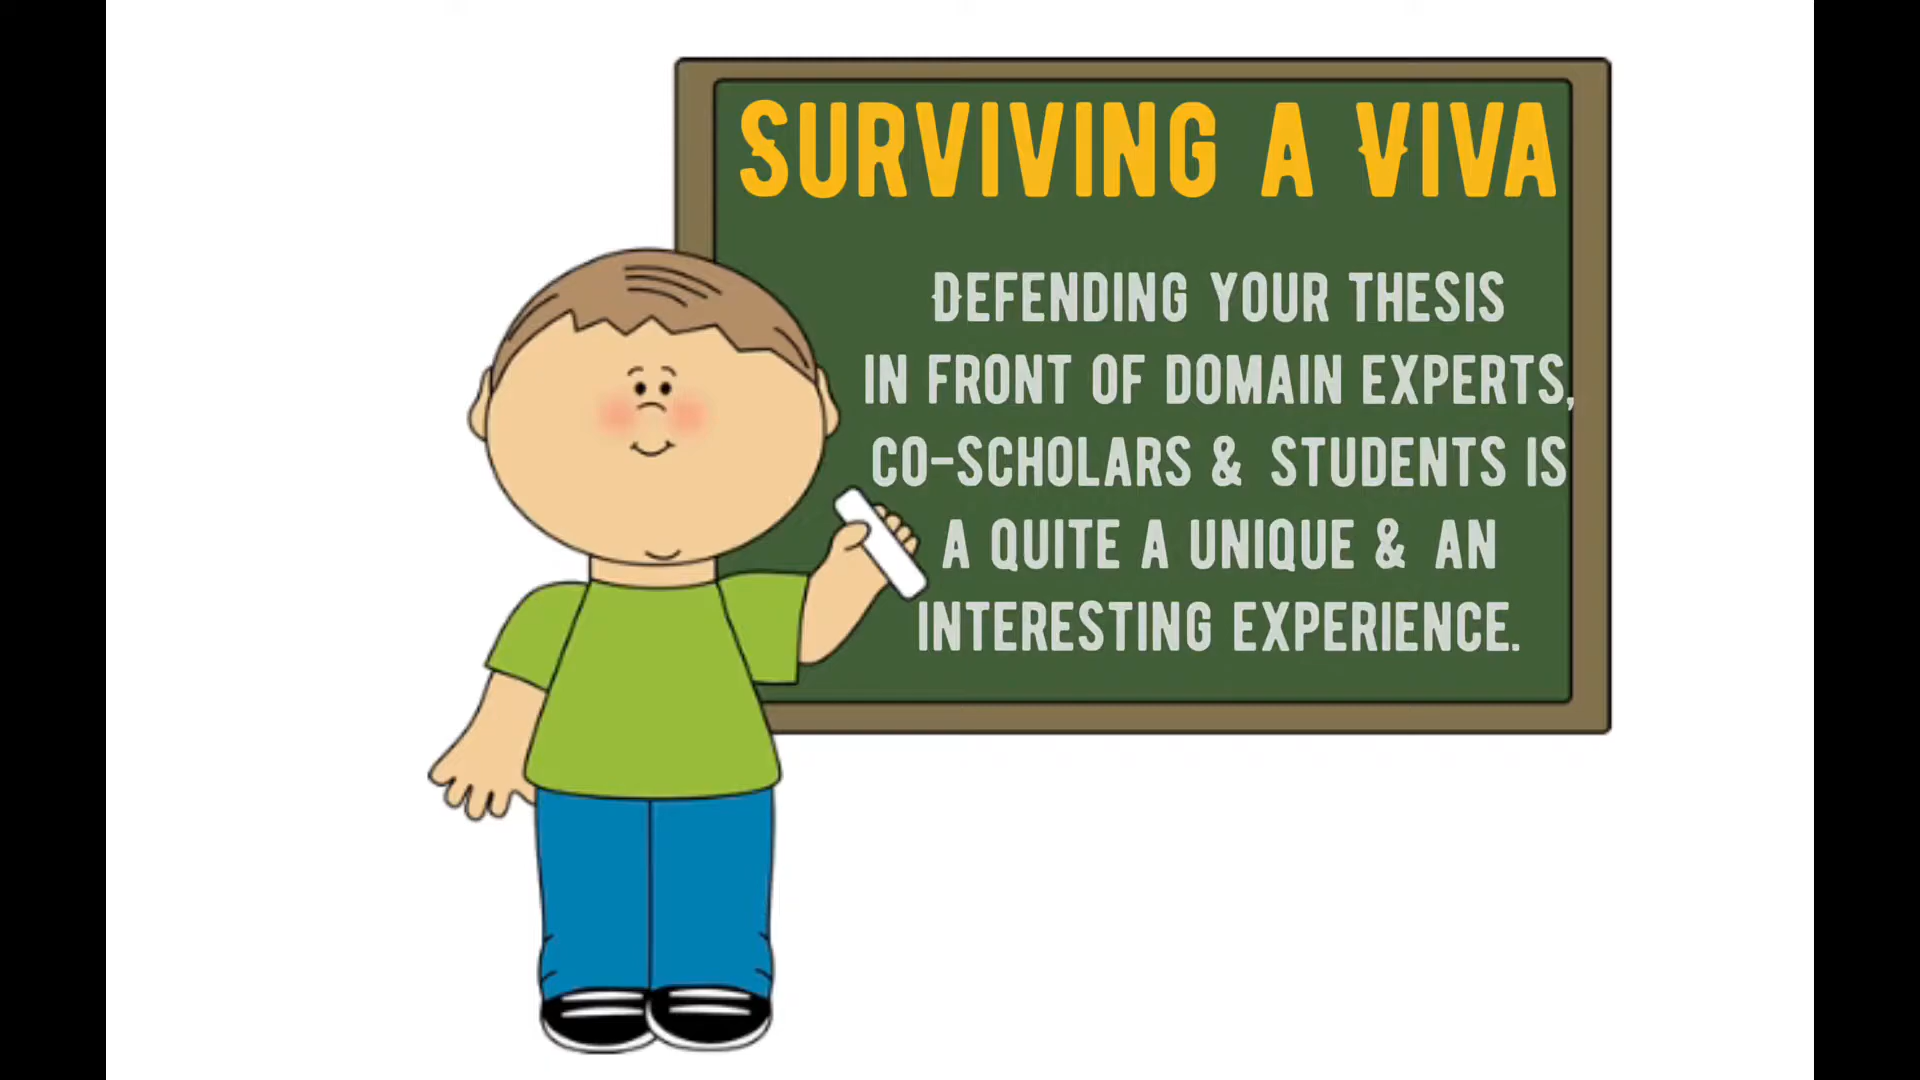 SURVIVING A VIVA
DEFENDING YOUR THESIS
IN FRONT OF DOMAIN EXPERTS,
CO-SCHOLARS & STUDENTS IS
A QUITE A UNIQUE & AN
INTERESTING EXPERIENCE.